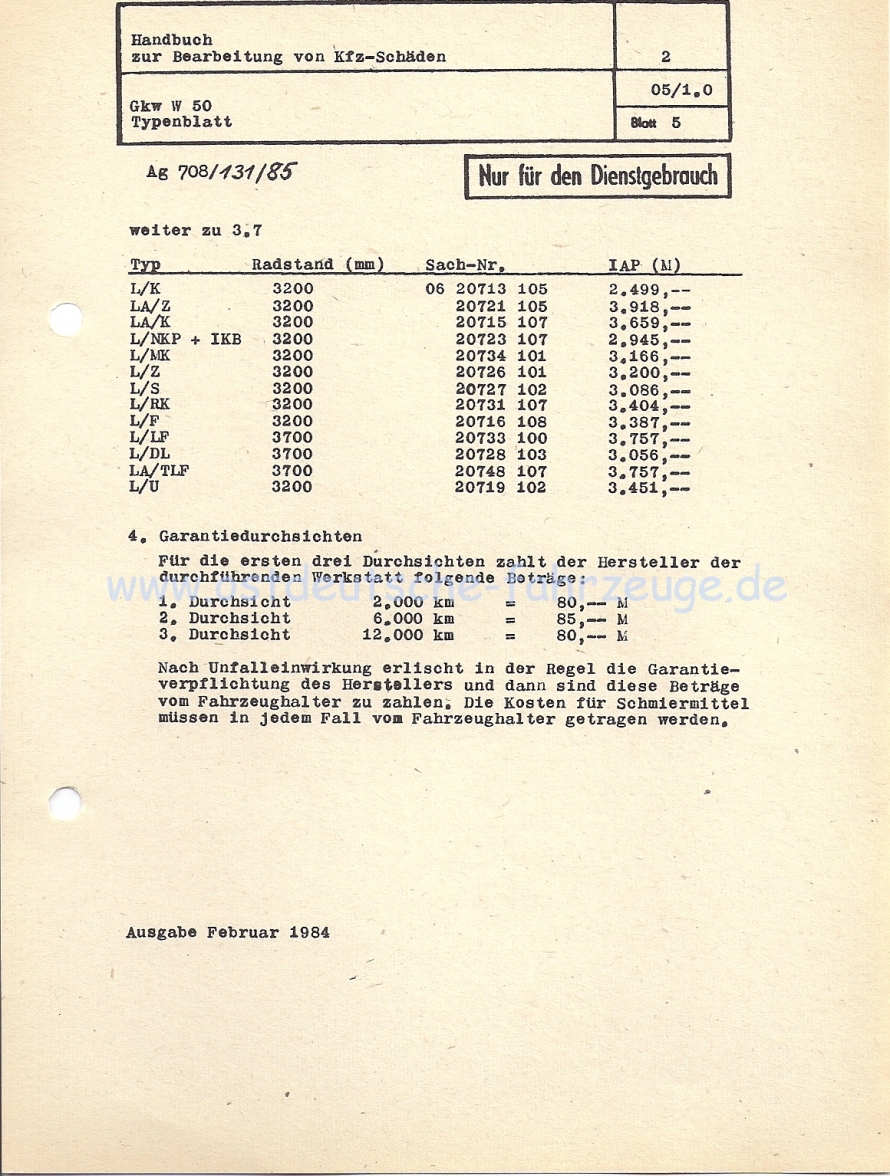 Handbuch
zur Bearbeitung von Kfz-Schäden 2
05/1.0
Gkw W 50
Typenblatt Blatt 5
Ag 708/131/85 Nur für den Dienstgebrauch
weiter zu 3.7
Typ Radstand (mm) Sach-Nr. IAP (M)
L/K 3200 06 20713 105 2.499,--
LA/Z 3200 20721 105 3.918,--
LA/K 3200 20715 107 3.659,--
L/NKP + IKB 3200 20723 107 2.945,--
L/MK 3200 20734 101 3.166,--
L/Z 3200 20726 101 3.200,--
L/S 3200 20727 102 3.086,--
L/RK 3200 20731 107 3.404,--
L/F 3200 20716 108 3.387,--
L/LF 3700 20733 100 3.757,--
L/DL 3700 20728 103 3.056,--
LA/TLF 3700 20748 107 3.757,--
L/U 3200 20719 102 3.451,--
4. Garantiedurchsichten
Für die ersten drei Durchsichten zahlt der Hersteller der
durchführenden Werkstatt folgende Beträge:
www.ostdeutsche-fahrzeuge.de
1. Durchsicht 2.000 km = 80,-- M
2. Durchsicht 6.000 km = 85,-- M
3. Durchsicht 12.000 km = 80,-- M
Nach Unfalleinwirkung erlischt in der Regel die Garantie-
verpflichtung des Herstellers und dann sind diese Beträge
vom Fahrzeughalter zu zahlen. Die Kosten für Schmiermittel
müssen in jedem Fall vom Fahrzeughalter getragen werden.
Ausgabe Februar 1984